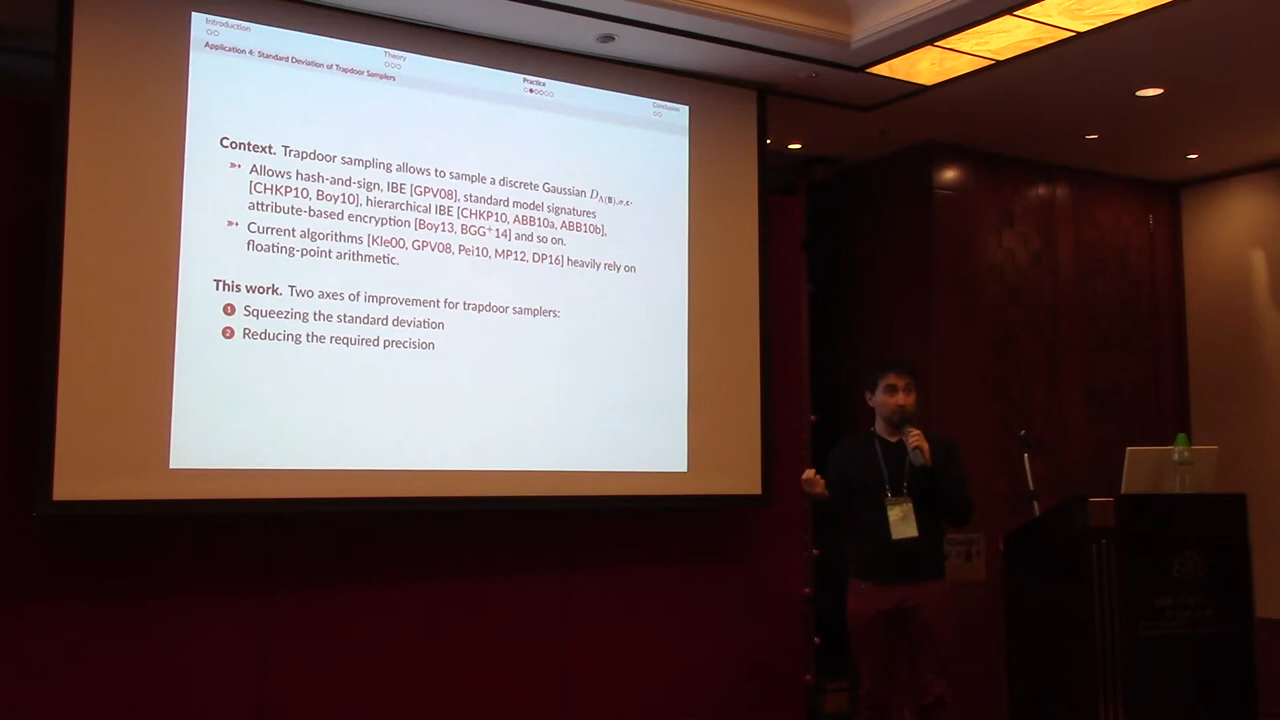 Introduction
Theory
Practice
Conclusion
Application 4: Standard Deviation of Trapdoor Samplers
Context. Trapdoor sampling allows to sample a discrete Gaussian D_Λ(B),σ,c.
➳ Allows hash-and-sign, IBE [GPV08], standard model signatures
[CHKP10, Boy10], hierarchical IBE [CHKP10, ABB10a, ABB10b],
attribute-based encryption [Boy13, BGG+14] and so on.
➳ Current algorithms [Kle00, GPV08, Pei10, MP12, DP16] heavily rely on
floating-point arithmetic.
This work. Two axes of improvement for trapdoor samplers:
1 Squeezing the standard deviation
2 Reducing the required precision